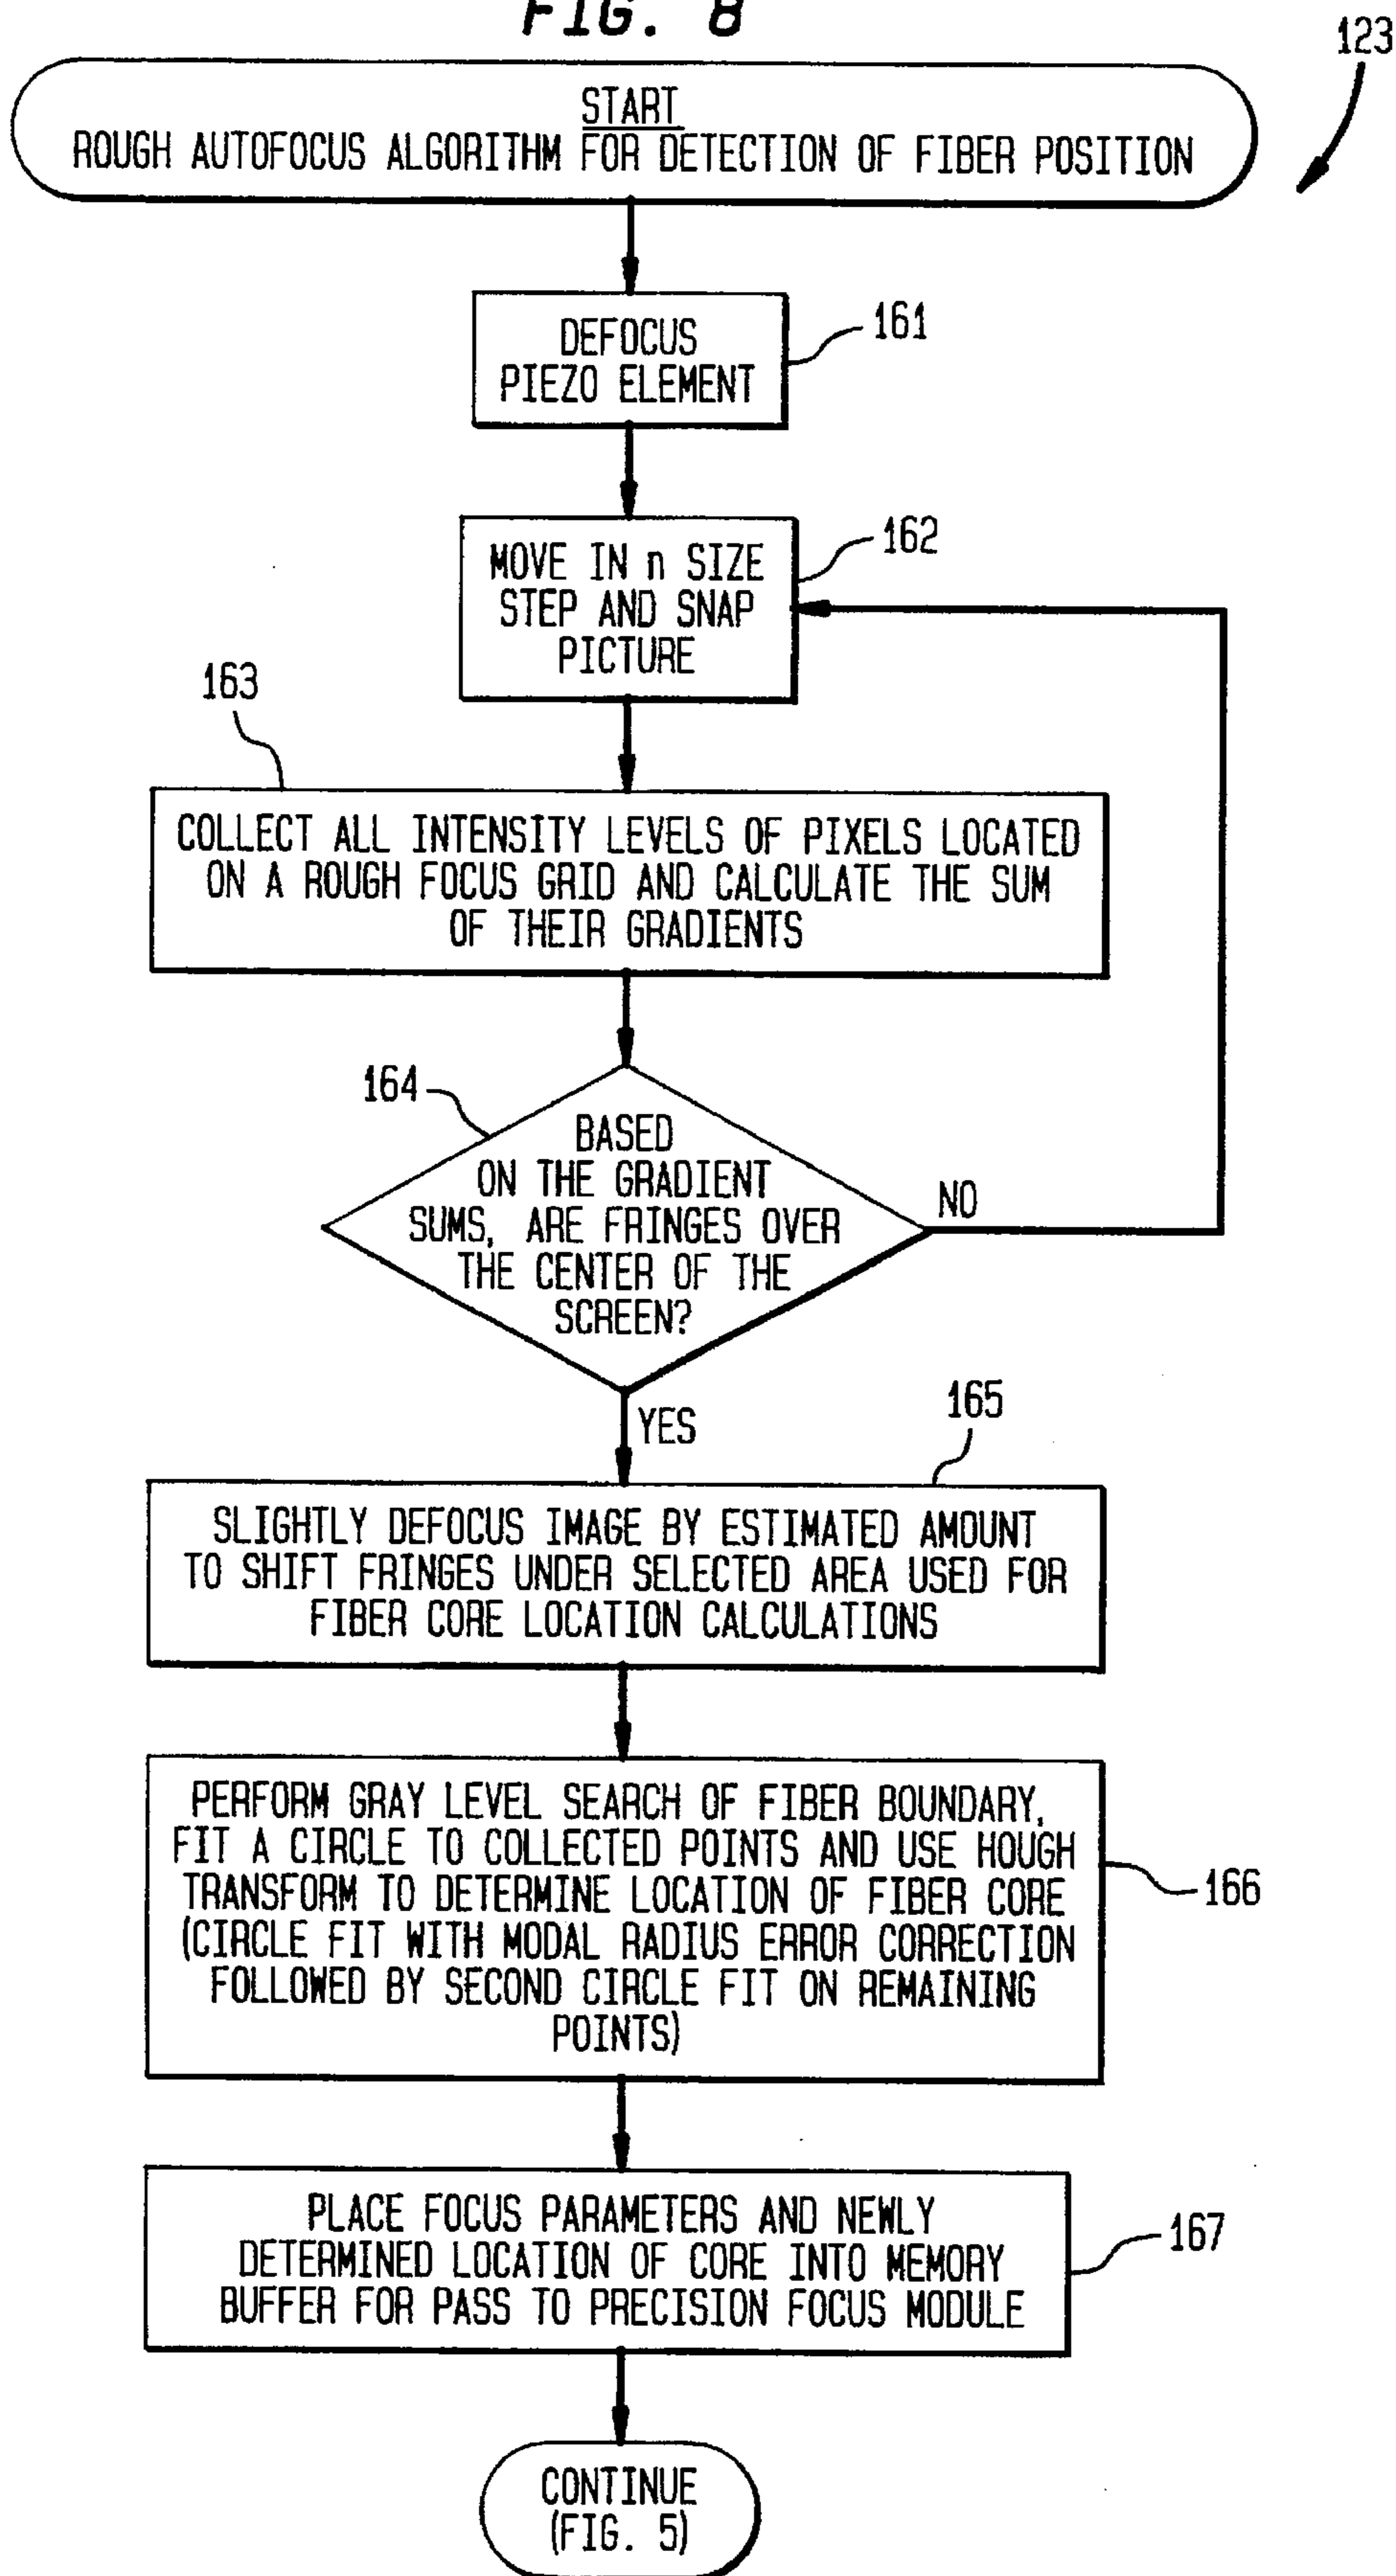 FIG. 8
123
START
ROUGH AUTOFOCUS ALGORITHM FOR DETECTION OF FIBER POSITION
DEFOCUS
PIEZO ELEMENT
161
MOVE IN n SIZE
STEP AND SNAP
PICTURE
162
163
COLLECT ALL INTENSITY LEVELS OF PIXELS LOCATED
ON A ROUGH FOCUS GRID AND CALCULATE THE SUM
OF THEIR GRADIENTS
164
BASED
ON THE GRADIENT
SUMS, ARE FRINGES OVER
THE CENTER OF THE
SCREEN?
NO
YES
165
SLIGHTLY DEFOCUS IMAGE BY ESTIMATED AMOUNT
TO SHIFT FRINGES UNDER SELECTED AREA USED FOR
FIBER CORE LOCATION CALCULATIONS
PERFORM GRAY LEVEL SEARCH OF FIBER BOUNDARY,
FIT A CIRCLE TO COLLECTED POINTS AND USE HOUGH
TRANSFORM TO DETERMINE LOCATION OF FIBER CORE
(CIRCLE FIT WITH MODAL RADIUS ERROR CORRECTION
FOLLOWED BY SECOND CIRCLE FIT ON REMAINING
POINTS)
166
PLACE FOCUS PARAMETERS AND NEWLY
DETERMINED LOCATION OF CORE INTO MEMORY
BUFFER FOR PASS TO PRECISION FOCUS MODULE
167
CONTINUE
(FIG. 5)